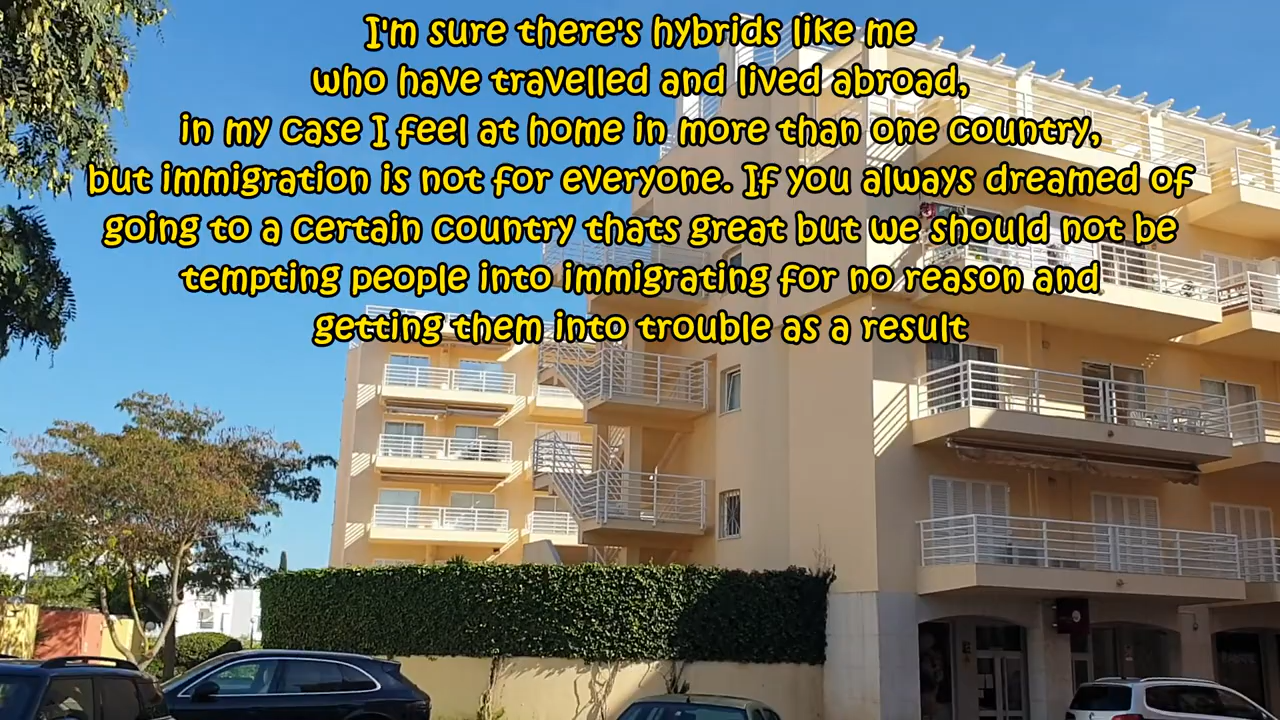 I'm sure there's hybrids like me
who have travelled and lived abroad,
in my case I feel at home in more than one country,
but immigration is not for everyone. If you always dreamed of
going to a certain country thats great but we should not be
tempting people into immigrating for no reason and
getting them into trouble as a result